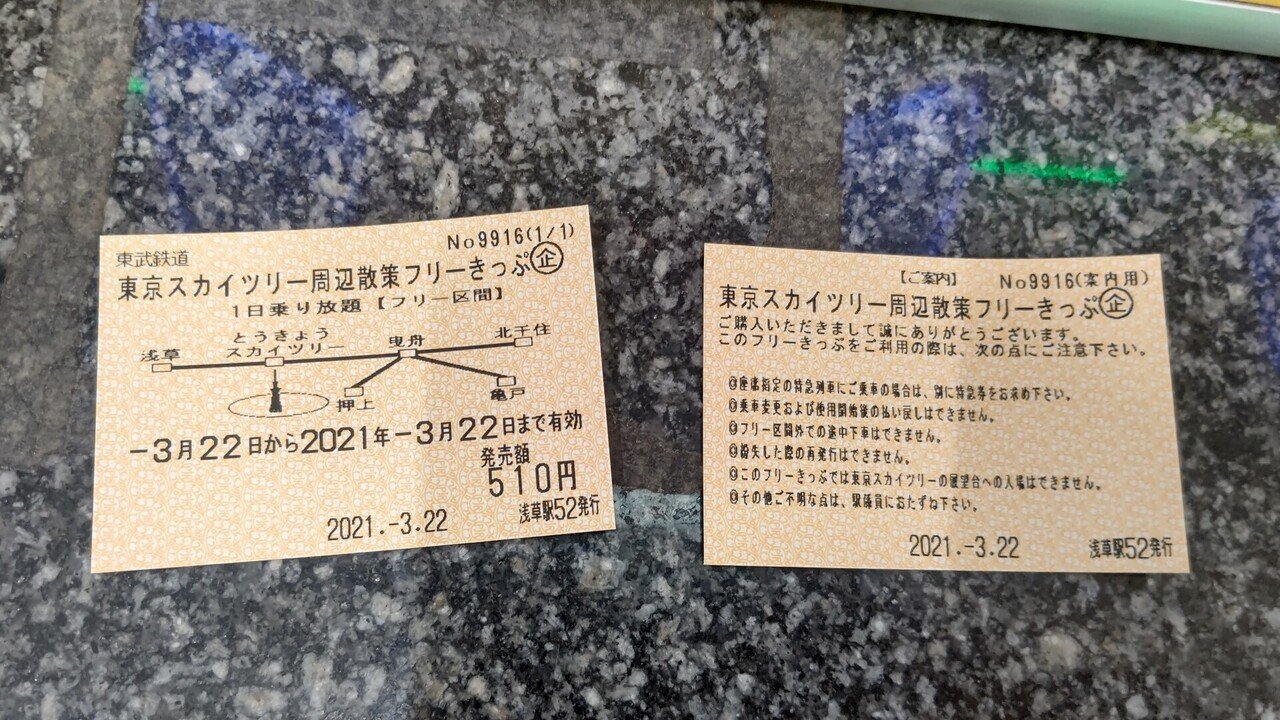 東武鉄道
No9916(1/1)
東京スカイツリー周辺散策フリーきっぷ企
1日乗り放題【フリー区間】
浅草
とうきょう
スカイツリー
曳舟
北千住
押上
亀戸
-3月22日から2021年-3月22日まで有効
発売額
510円
2021.-3.22
浅草駅52発行
【ご案内】
No9916(案内用)
東京スカイツリー周辺散策フリーきっぷ企
ご購入いただきまして誠にありがとうございます。
このフリーきっぷをご利用の際は、次の点にご注意下さい。
座席指定の特急列車にご乗車の場合は、別に特急券をお求め下さい。
乗車変更および使用開始後の払い戻しはできません。
フリー区間外での途中下車はできません。
紛失した際の再発行はできません。
このフリーきっぷでは東京スカイツリーの展望台への入場はできません。
その他ご不明な点は、駅係員におたずね下さい。
2021.-3.22
浅草駅52発行